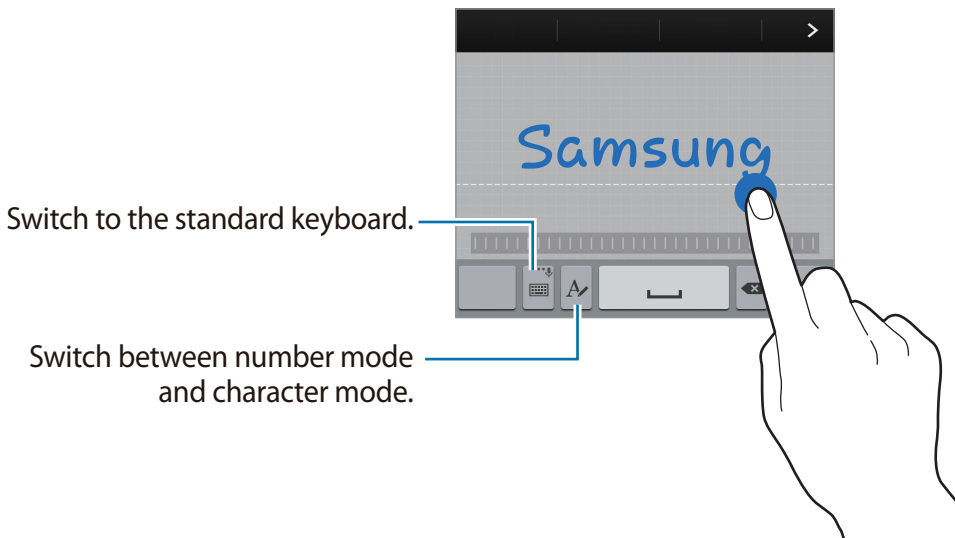 Samsung
Switch to the standard keyboard.
A
Switch between number mode
and character mode.